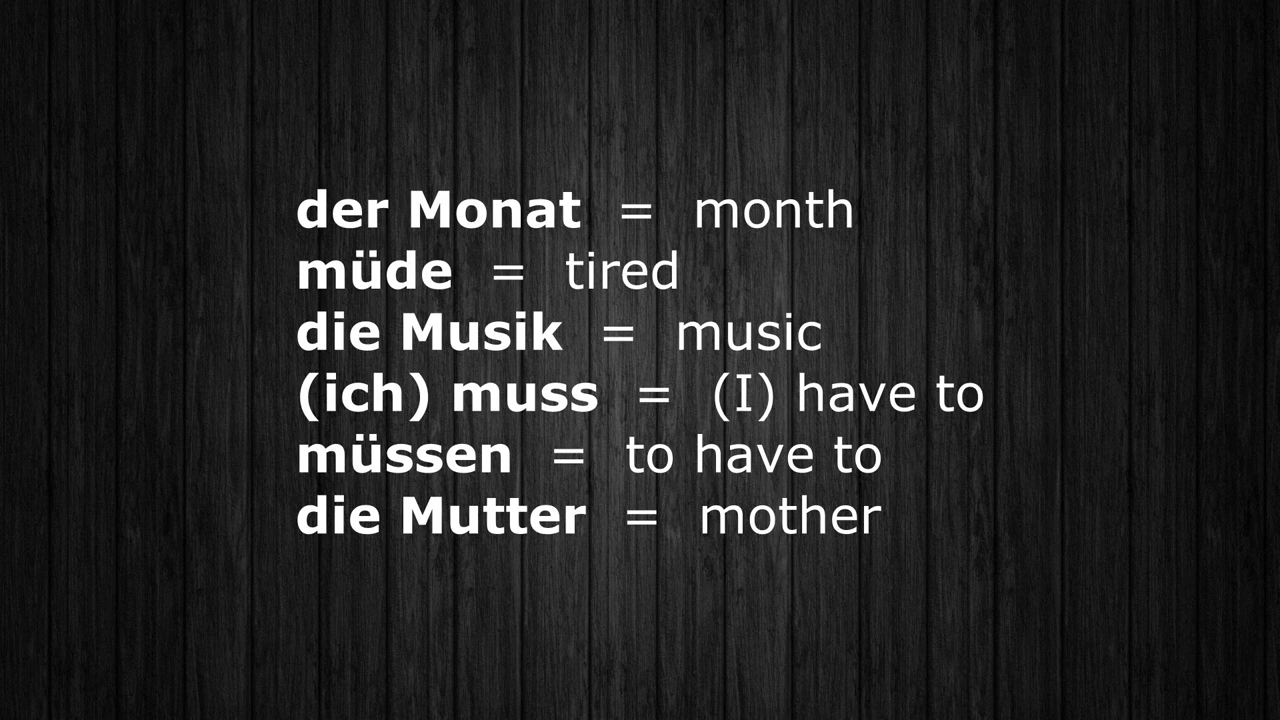 der Monat = month
müde = tired
die Musik = music
(ich) muss = (I) have to
müssen = to have to
die Mutter = mother